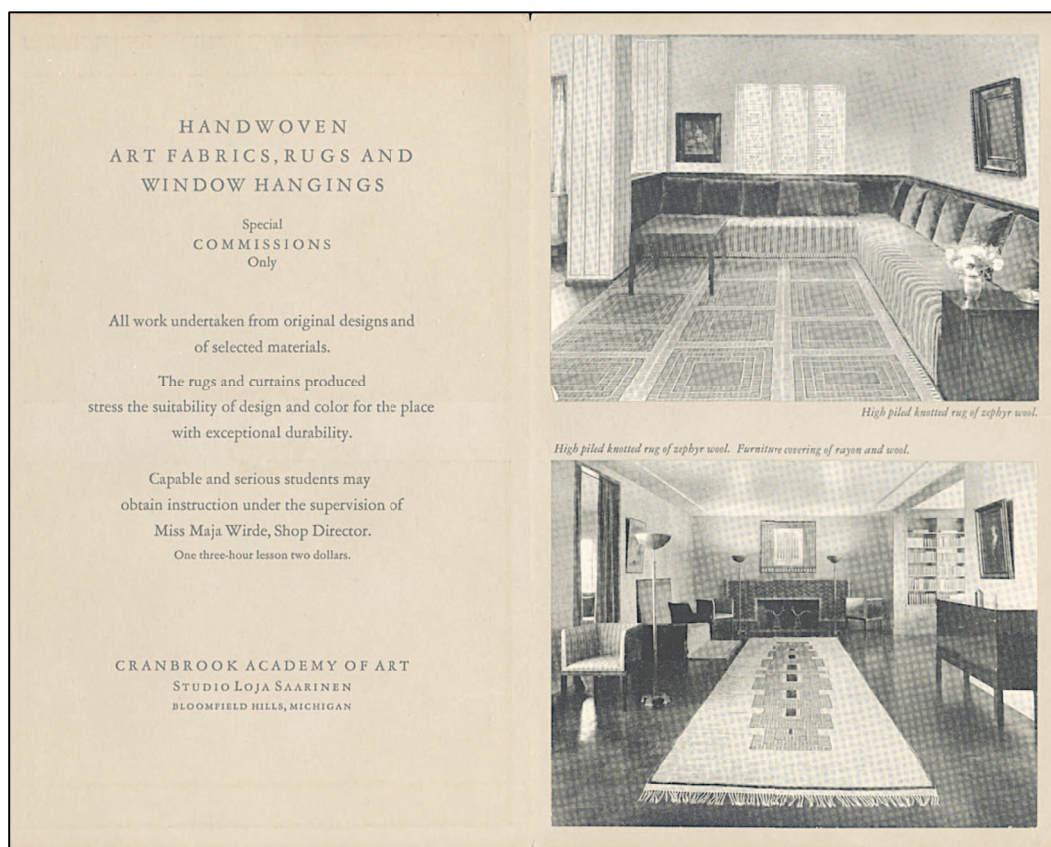 HANDWOVEN
ART FABRICS, RUGS AND
WINDOW HANGINGS
Special
COMMISSIONS
Only
All work undertaken from original designs and
of selected materials.
The rugs and curtains produced
stress the suitability of design and color for the place
with exceptional durability.
Capable and serious students may
obtain instruction under the supervision of
Miss Maja Wirde, Shop Director.
One three-hour lesson two dollars.
CRANBROOK ACADEMY OF ART
STUDIO LOJA SAARINEN
BLOOMFIELD HILLS, MICHIGAN
High piled knotted rug of zephyr wool.
High piled knotted rug of zephyr wool. Furniture covering of rayon and wool.